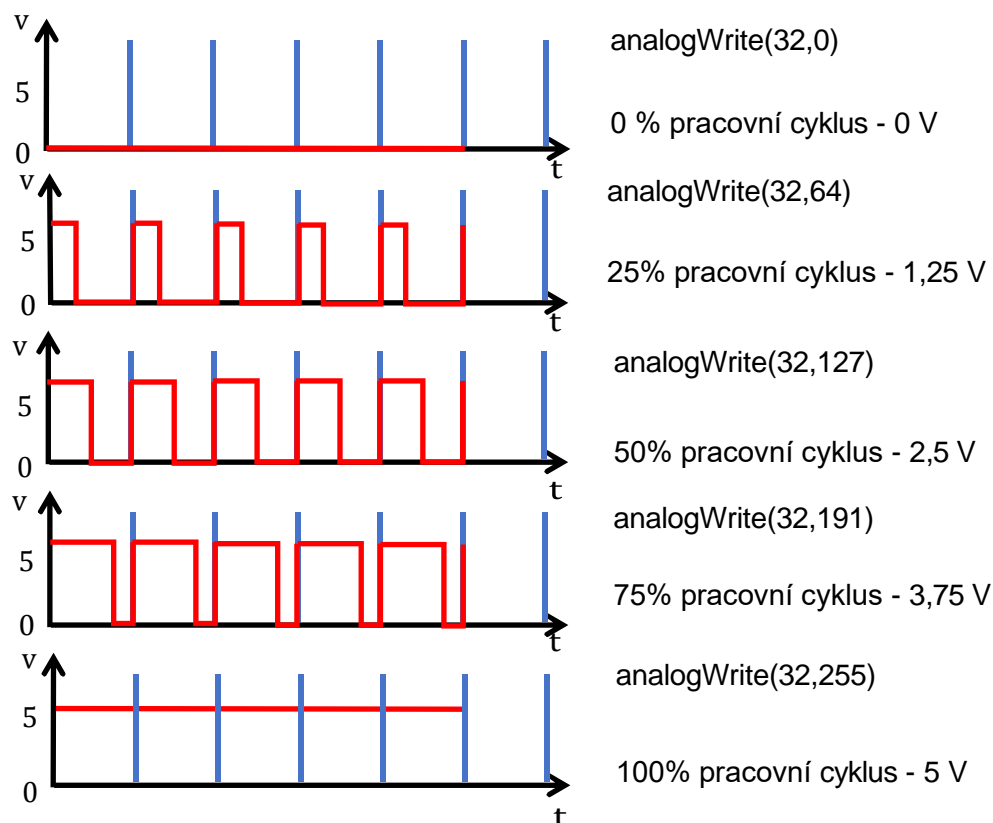 v
5
0
t
analogWrite(32,0)
0 % pracovní cyklus - 0 V
v
5
0
t
analogWrite(32,64)
25% pracovní cyklus - 1,25 V
v
5
0
t
analogWrite(32,127)
50% pracovní cyklus - 2,5 V
v
5
0
t
analogWrite(32,191)
75% pracovní cyklus - 3,75 V
v
5
0
t
analogWrite(32,255)
100% pracovní cyklus - 5 V